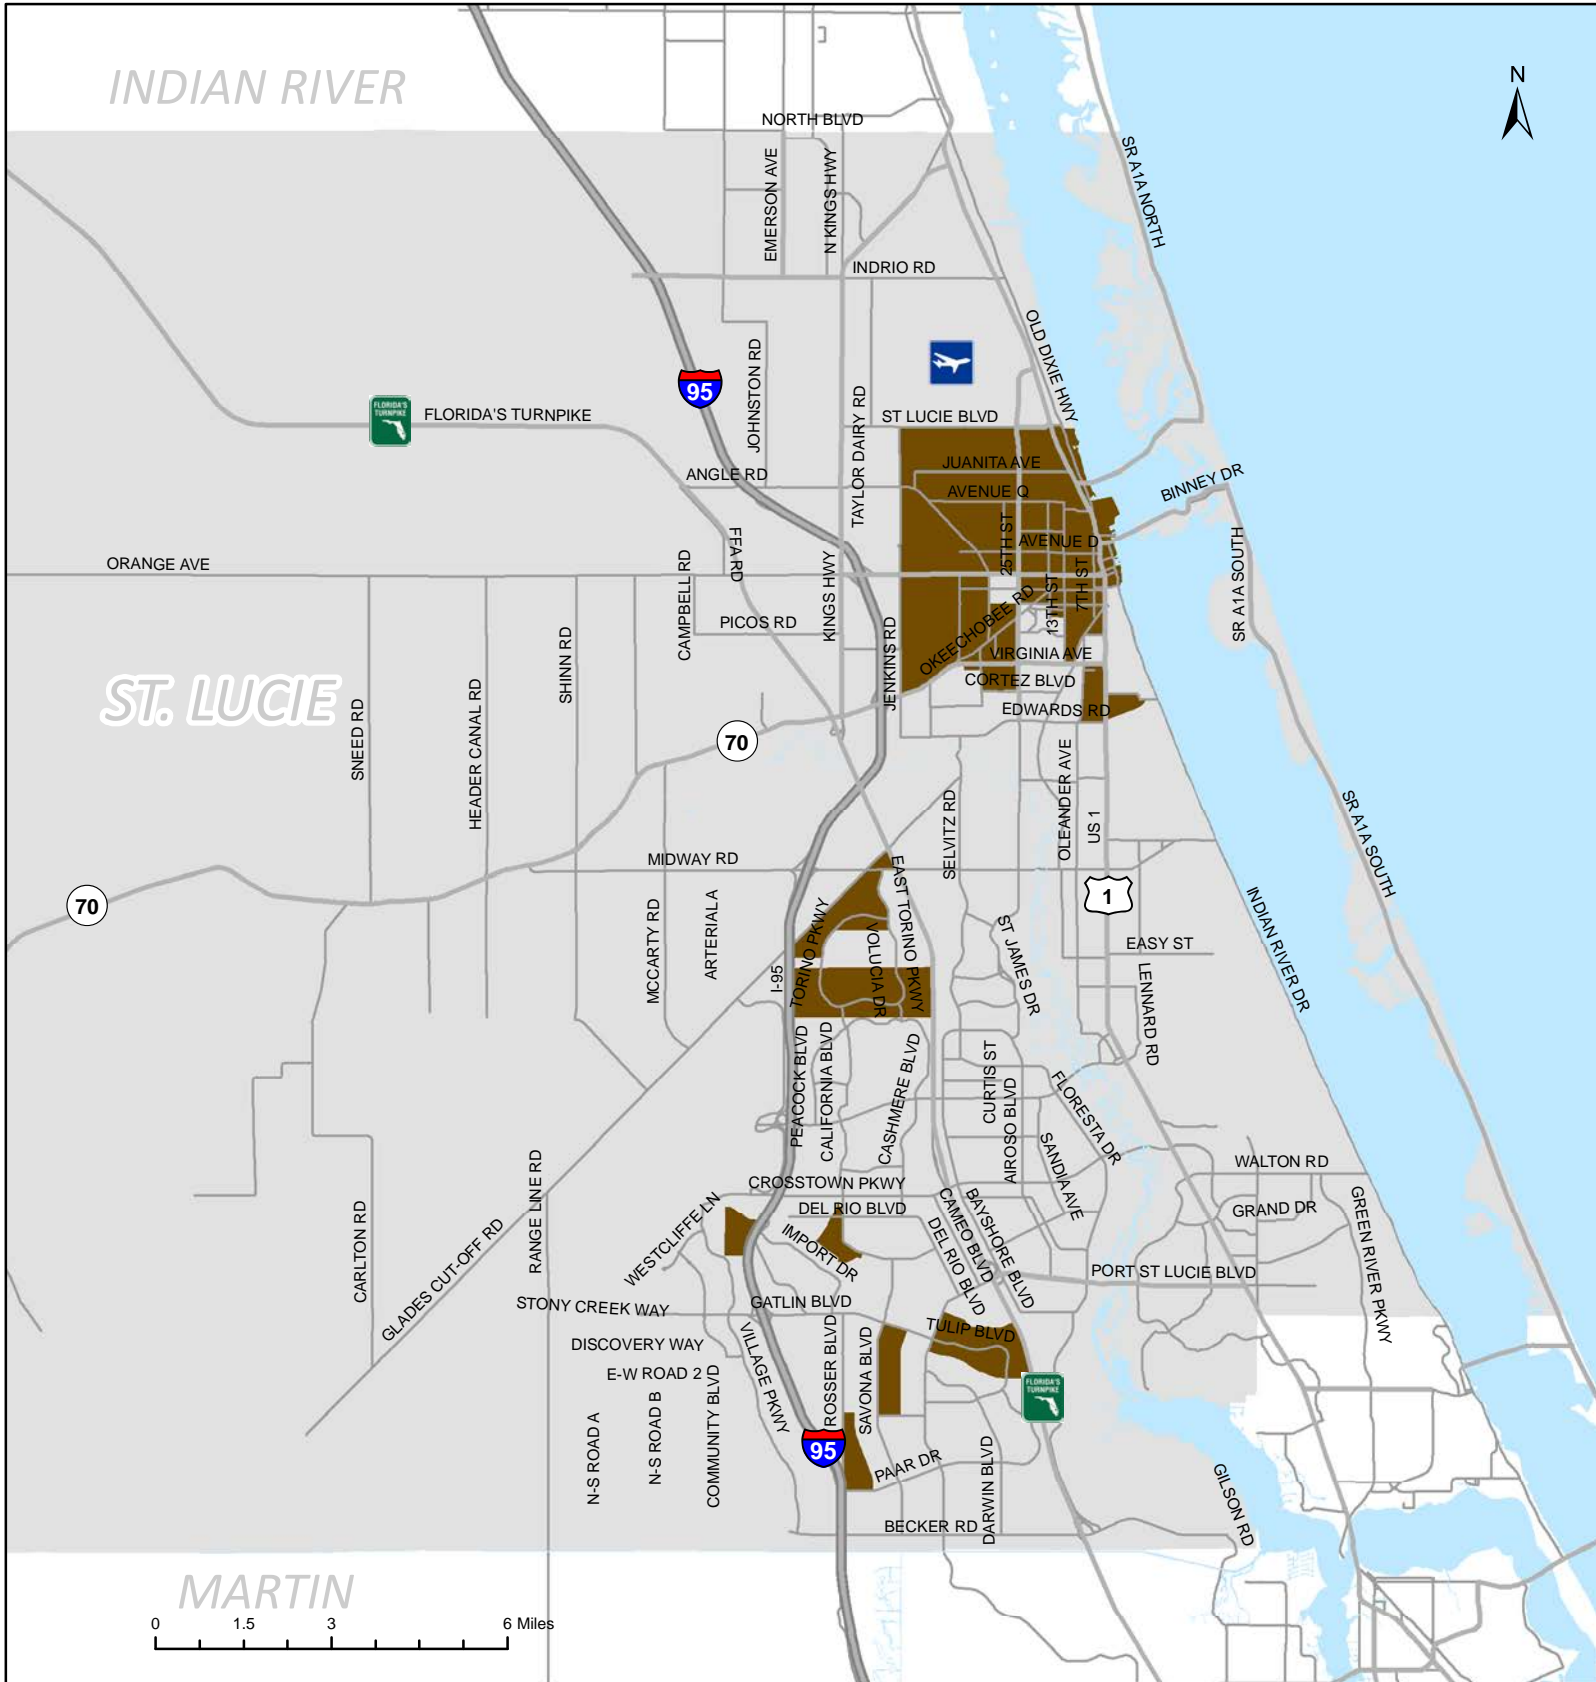 INDIAN RIVER
N
NORTH BLVD
SR A1A NORTH
EMERSON AVE
N KINGS HWY
INDRIO RD
OLD DIXIE HWY
JOHNSTON RD
95
FLORIDA'S
TURNPIKE
FLORIDA'S TURNPIKE
TAYLOR DAIRY RD
ST LUCIE BLVD
JUANITA AVE
ANGLE RD
BINNEY DR
AVENUE Q
25TH ST
AVENUE D
SR A1A SOUTH
FFA RD
ORANGE AVE
CAMPBELL RD
KINGS HWY
13TH ST
7TH ST
OKEECHOBEE RD
PICOS RD
SHINN RD
JENKINS RD
VIRGINIA AVE
CORTEZ BLVD
ST. LUCIE
SNEED RD
HEADER CANAL RD
EDWARDS RD
70
OLEANDER AVE
US 1
SELVITZ RD
SR A1A SOUTH
MIDWAY RD
EAST TORINO PKWY
1
70
MCCARTY RD
ARTERIAL A
TORINO PKWY
VOLUCIA DR
ST JAMES DR
INDIAN RIVER DR
EASY ST
I-95
LENNARD RD
PEACOCK BLVD
CALIFORNIA BLVD
CASHMERE BLVD
CURTIS ST
AIROSO BLVD
FLORESTA DR
SANDIA AVE
WALTON RD
RANGE LINE RD
CROSSTOWN PKWY
CARLTON RD
GLADES CUT-OFF RD
WESTCLIFFE LN
DEL RIO BLVD
CAMEO BLVD
BAYSHORE BLVD
GRAND DR
GREEN RIVER PKWY
IMPORT DR
DEL RIO BLVD
PORT ST LUCIE BLVD
STONY CREEK WAY
GATLIN BLVD
TULIP BLVD
DISCOVERY WAY
VILLAGE PKWY
ROSSER BLVD
SAVONA BLVD
E-W ROAD 2
FLORIDA'S
TURNPIKE
N-S ROAD A
N-S ROAD B
COMMUNITY BLVD
95
PAAR DR
DARWIN BLVD
GILSON RD
BECKER RD
MARTIN
0 1.5 3 6 Miles